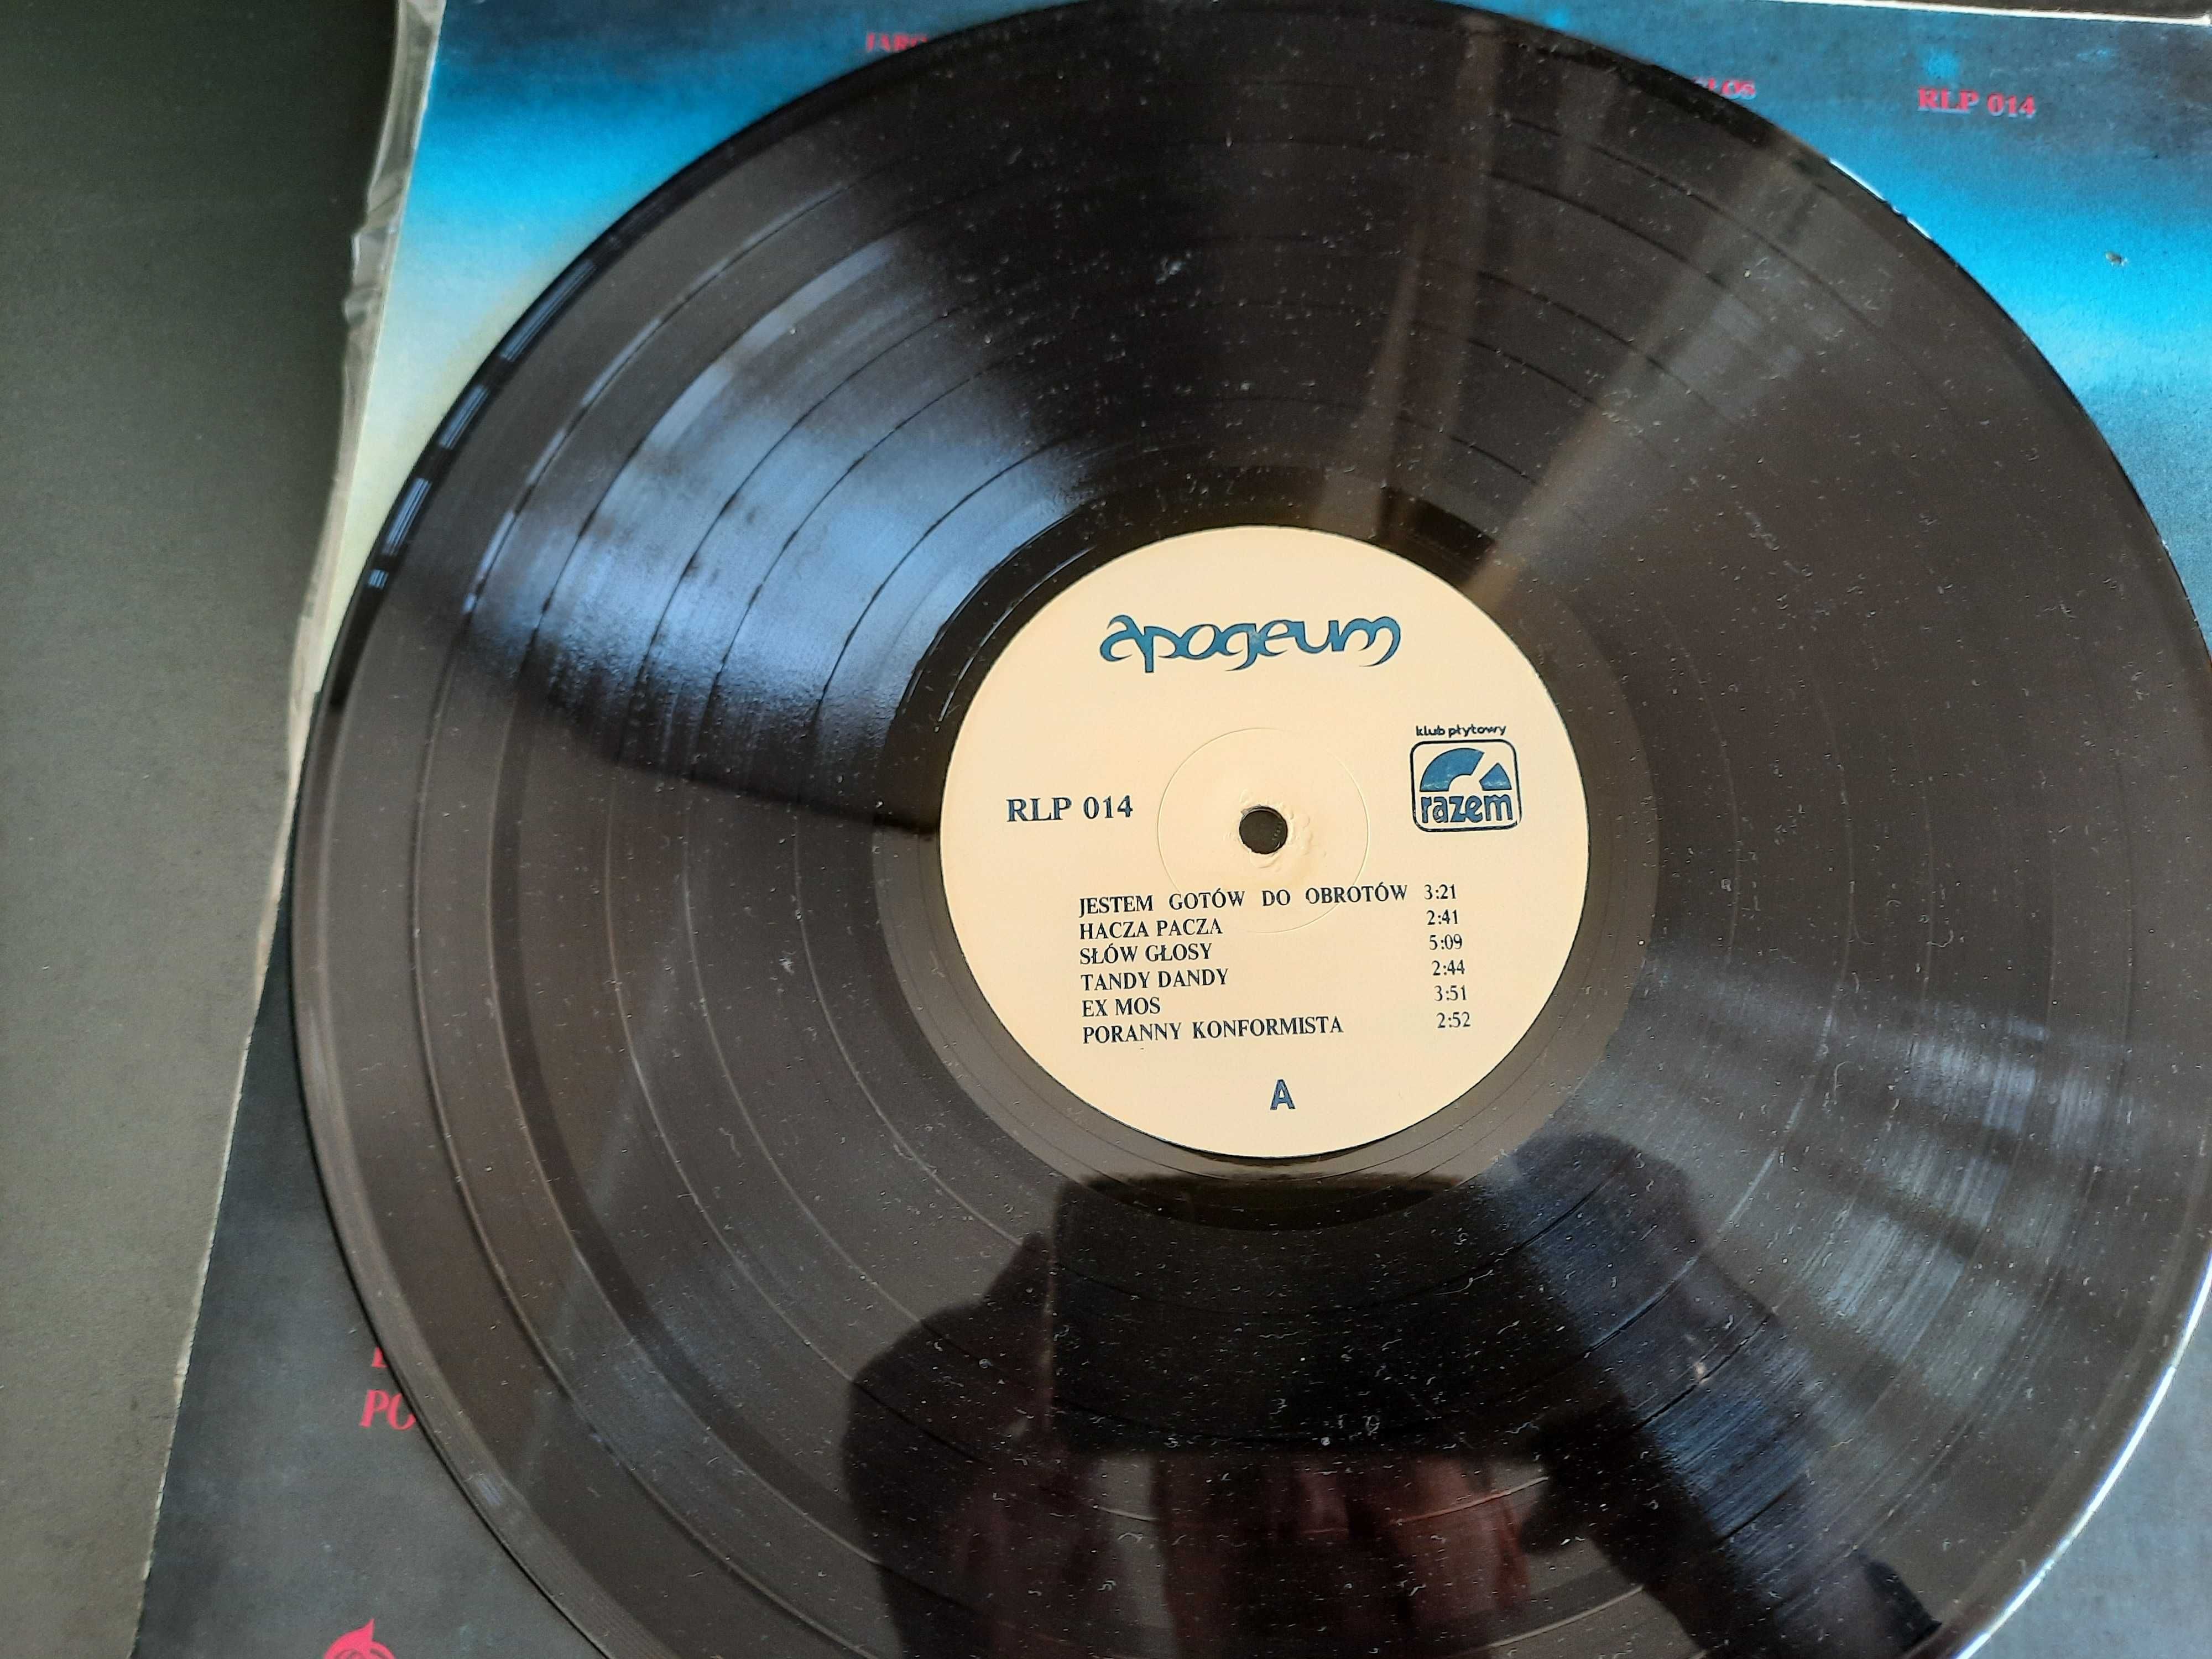 RLP 014
apogeum
klub płytowy
razem
RLP 014
JESTEM GOTÓW DO OBROTÓW 3:21
HACZA PACZA 2:41
SŁÓW GŁOSY 5:09
TANDY DANDY 2:44
EX MOS 3:51
PORANNY KONFORMISTA 2:52
A